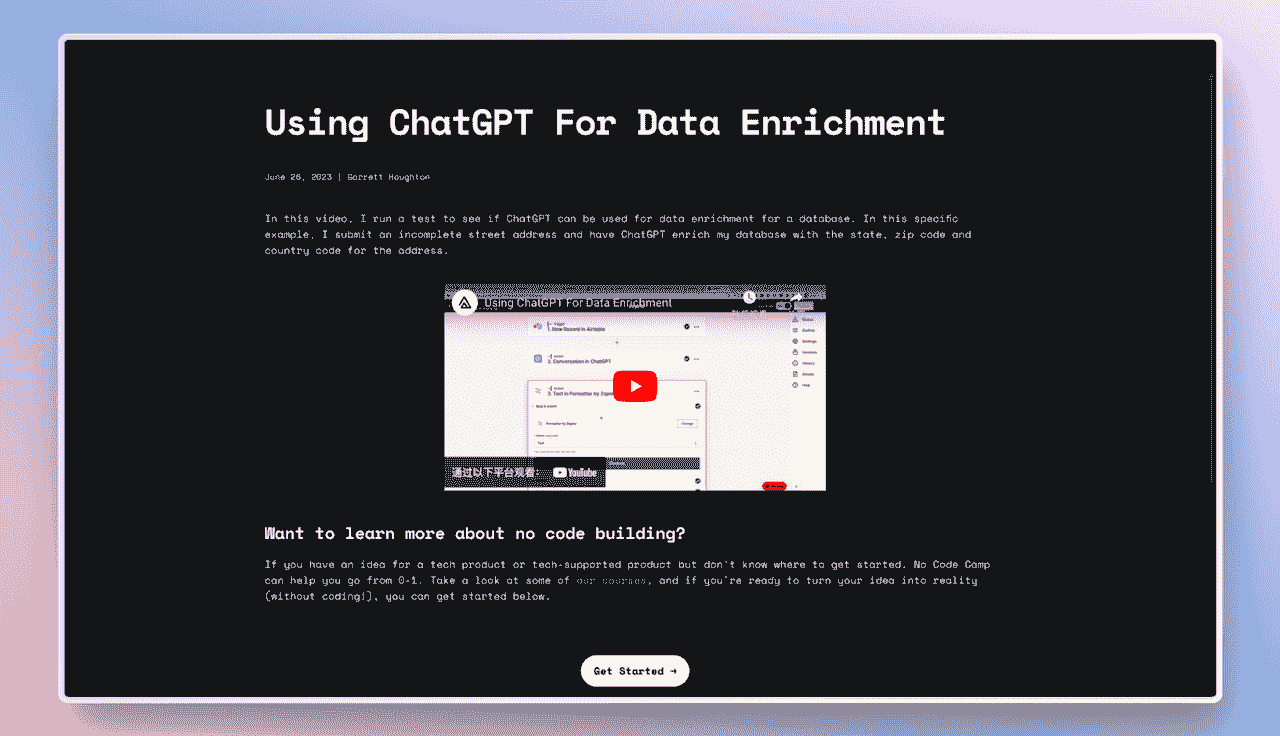 Using ChatGPT For Data Enrichment
June 26, 2023 | Garrett Houghton
In this video, I run a test to see if ChatGPT can be used for data enrichment for a database. In this specific
example, I submit an incomplete street address and have ChatGPT enrich my database with the state, zip code and
country code for the address.
Using ChatGPT For Data Enrichment
1. New Record in Airtable
2. Conversation in ChatGPT
3. Text in Formatter by Zapier
Formatter by Zapier
Change
Text
Outline
Settings
Versions
History
Details
Help
通过以下平台观看:
YouTube
Want to learn more about no code building?
If you have an idea for a tech product or tech-supported product but don't know where to get started. No Code Camp
can help you go from 0-1. Take a look at some of our courses, and if you're ready to turn your idea into reality
(without coding!), you can get started below.
Get Started →